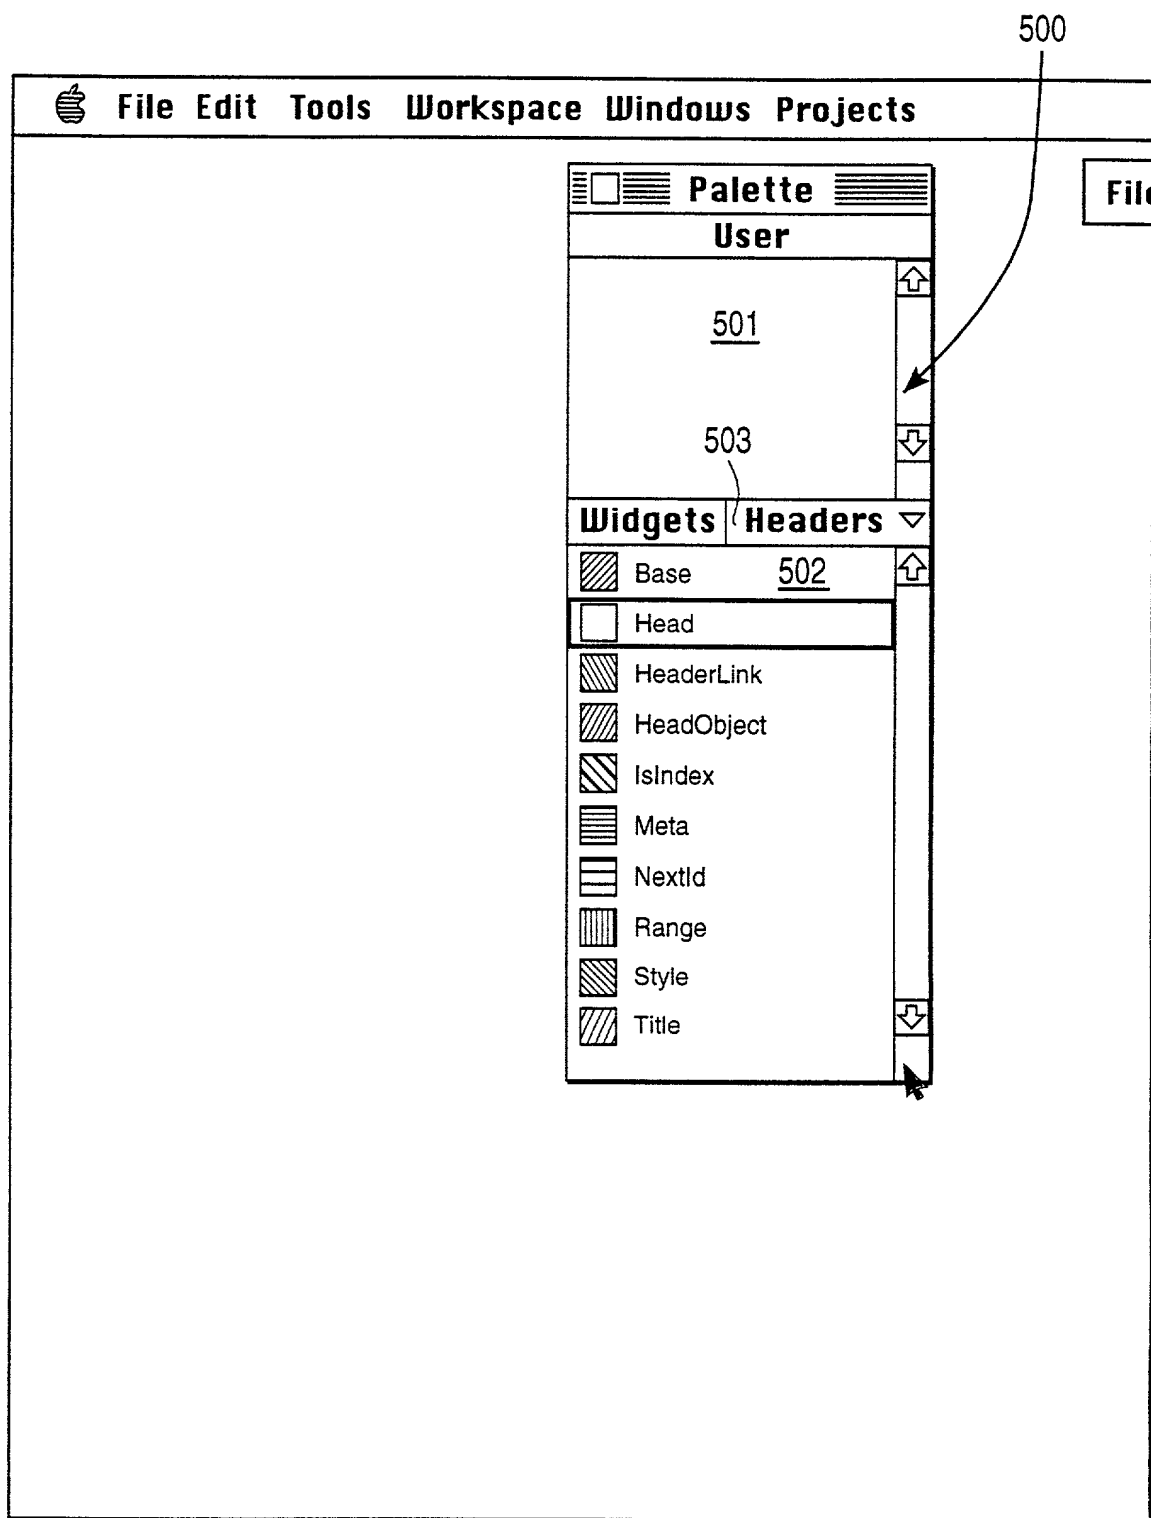 500
File Edit Tools Workspace Windows Projects
Palette
File
User
501
503
Widgets Headers
Base 502
Head
HeaderLink
HeadObject
IsIndex
Meta
NextId
Range
Style
Title